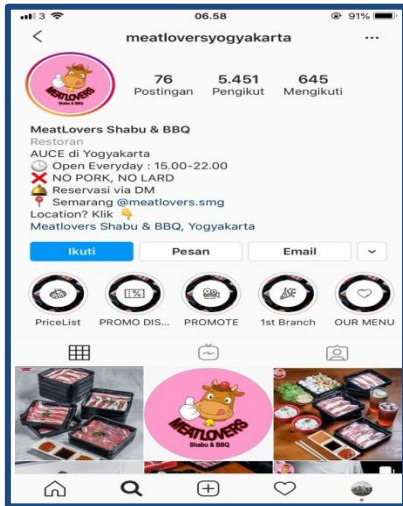 3
06.58
91%
meatloversyogyakarta
76
5.451
645
Postingan
Pengikut
Mengikuti
MEATLOVERS
MeatLovers Shabu & BBQ
Restoran
AUCE di Yogyakarta
Open Everyday : 15.00-22.00
NO PORK, NO LARD
Reservasi via DM
Semarang @meatlovers.smg
Location? Klik
Meatlovers Shabu & BBQ, Yogyakarta
Ikuti
Pesan
Email
PriceList
PROMO DIS...
PROMOTE
1st Branch
OUR MENU
MEATLOVERS
Shabu & BBQ